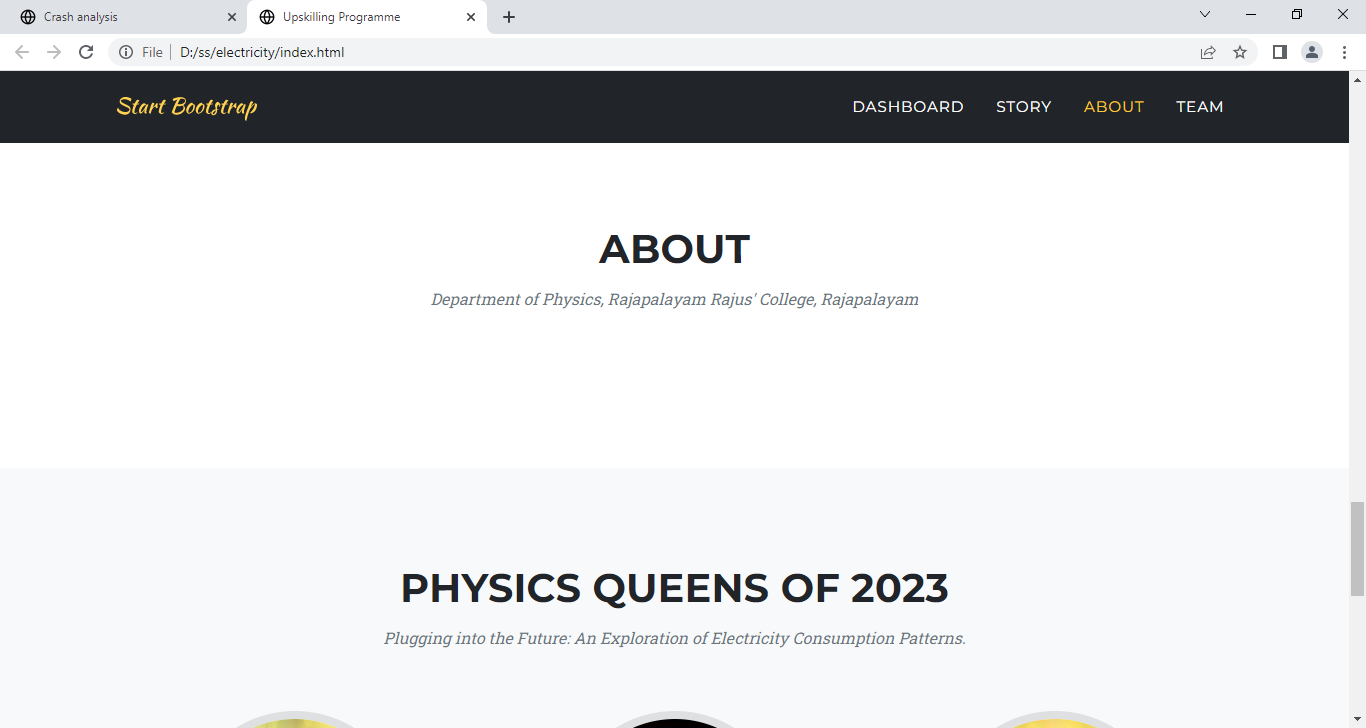 Crash analysis
Upskilling Programme
File
D:/ss/electricity/index.html
Start Bootstrap
DASHBOARD
STORY
ABOUT
TEAM
ABOUT
Department of Physics, Rajapalayam Rajus' College, Rajapalayam
PHYSICS QUEENS OF 2023
Plugging into the Future: An Exploration of Electricity Consumption Patterns.